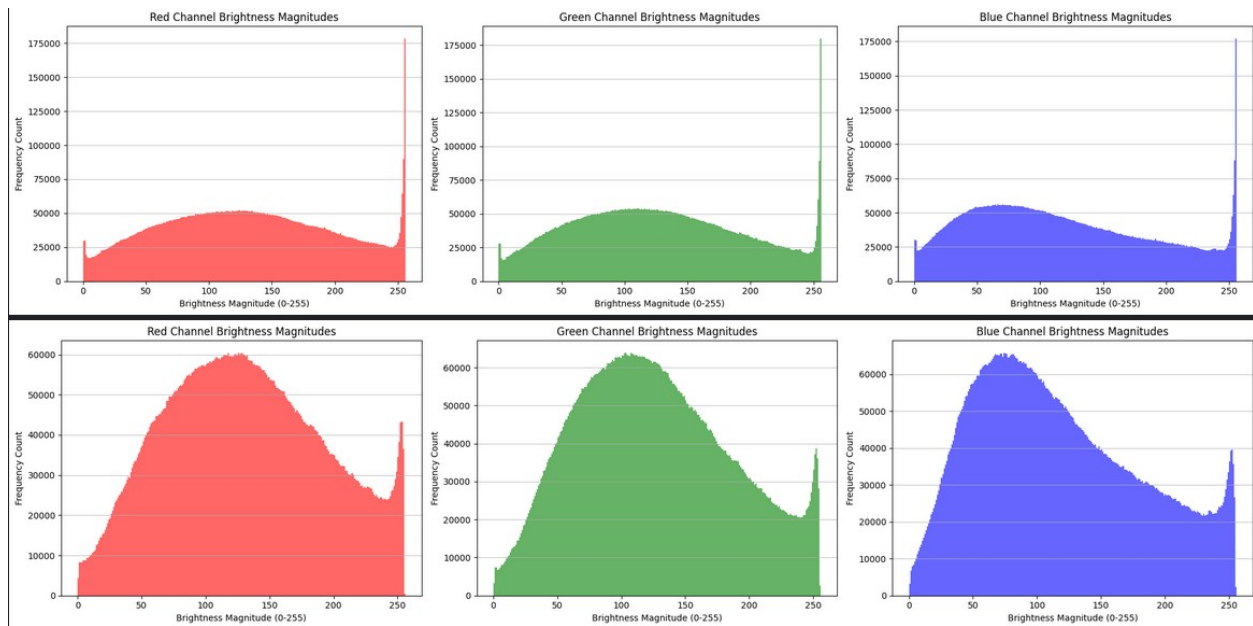 Red Channel Brightness Magnitudes
Green Channel Brightness Magnitudes
Blue Channel Brightness Magnitudes
175000
150000
125000
100000
75000
50000
25000
0
Frequency Count
0 50 100 150 200 250
Brightness Magnitude (0-255)
175000
150000
125000
100000
75000
50000
25000
0
Frequency Count
0 50 100 150 200 250
Brightness Magnitude (0-255)
175000
150000
125000
100000
75000
50000
25000
0
Frequency Count
0 50 100 150 200 250
Brightness Magnitude (0-255)
Red Channel Brightness Magnitudes
Green Channel Brightness Magnitudes
Blue Channel Brightness Magnitudes
60000
50000
40000
30000
20000
10000
0
Frequency Count
0 50 100 150 200 250
Brightness Magnitude (0-255)
60000
50000
40000
30000
20000
10000
0
Frequency Count
0 50 100 150 200 250
Brightness Magnitude (0-255)
60000
50000
40000
30000
20000
10000
0
Frequency Count
0 50 100 150 200 250
Brightness Magnitude (0-255)